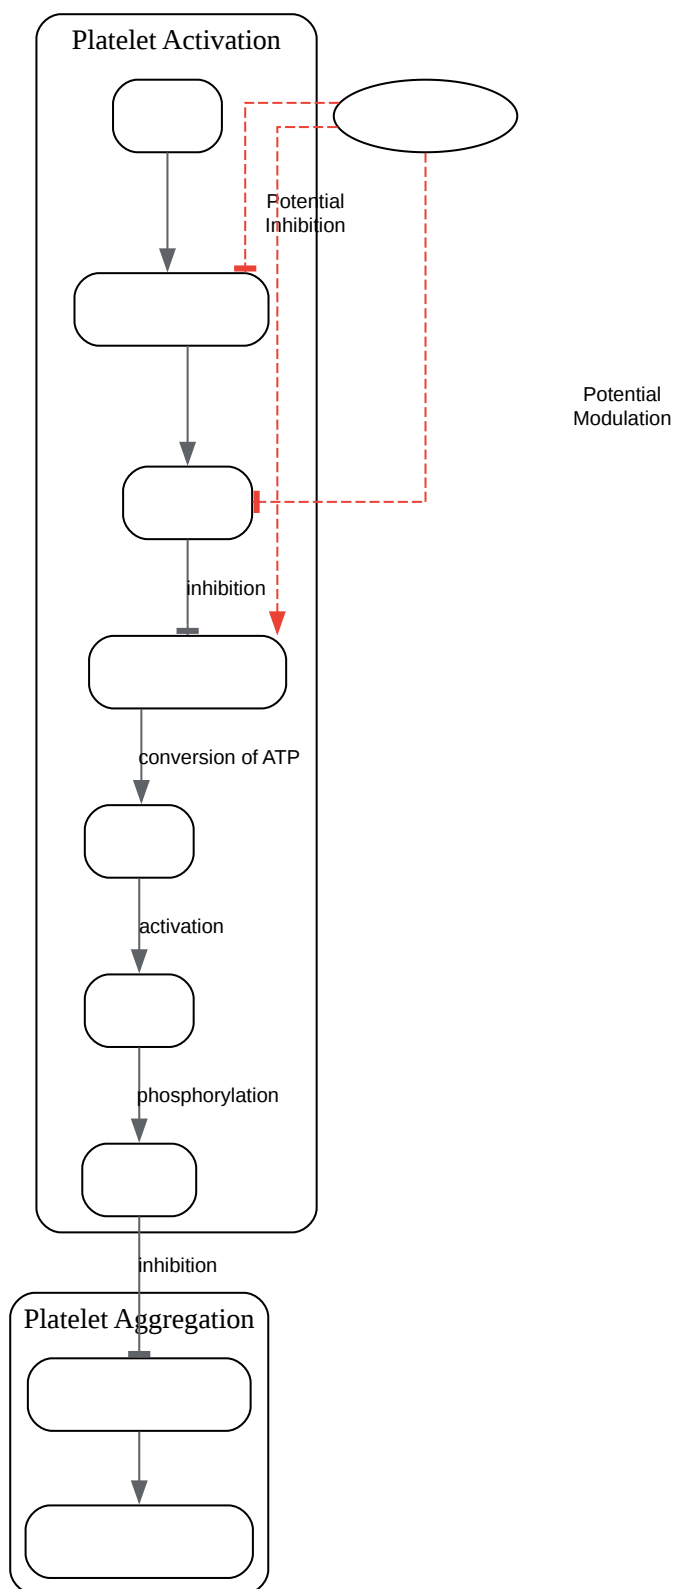 Platelet Activation
Potential
Inhibition
Potential
Modulation
inhibition
conversion of ATP
activation
phosphorylation
inhibition
Platelet Aggregation